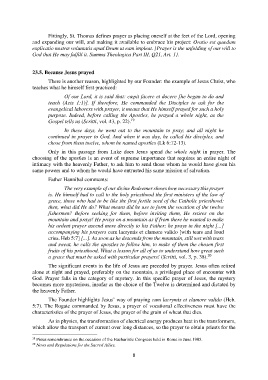 Fittingly, St. Thomas defines prayer as placing oneself at the feet of the Lord, opening
and expanding our will, and making it available to embrace his project: Oratio est quaedam
explicatio nostrae voluntatis apud Deum ut eam impleat. [Prayer is the unfolding of our will to
God that He may fulfill it. Summa Theologica Part III, Q21, Art. 1].
23.5. Because Jesus prayed
There is another reason, highlighted by our Founder: the example of Jesus Christ, who
teaches what he himself first practiced:
Of our Lord, it is said that: coepit facere et docere [he began to do and
teach (Acts 1:1)]. If therefore, He commanded the Disciples to ask for the
evangelical laborers with prayer, it means that He himself prayed for such a holy
purpose. Indeed, before calling the Apostles, he prayed a whole night, as the
Gospel tells us (Scritti, vol. 43, p. 22).
In those days, he went out to the mountain to pray; and all night he
continued in prayer to God. And when it was day, he called his disciples, and
chose from them twelve, whom he named apostles (Lk 6:12-13).
Only in this passage from Luke does Jesus spend the whole night in prayer. The
choosing of the apostles is an event of supreme importance that requires an entire night of
intimacy with the heavenly Father, to ask him to send those whom he would have given his
same powers and to whom he would have entrusted his same mission of salvation.
Father Hannibal comments:
The very example of our divine Redeemer shows how necessary this prayer
is. He himself had to call to the holy priesthood the first ministers of the law of
grace, those who had to be like the first fertile seed of the Catholic priesthood:
then, what did He do? What means did he use to form the vocation of the twelve
fishermen? Before seeking for them, before inviting them, He retires on the
mountain and prays! He prays on a mountain as if from there he wanted to make
his ardent prayer ascend more directly to his Father; he prays in the night [...]
accompanying his prayers cum lacrymis et clamore valido [with tears and loud
cries, Heb 5:7] [...]. As soon as he descends from the mountain, still wet with tears
and sweat, he calls the apostles to follow him, to make of them the chosen first
fruits of his priesthood. What a lesson for all of us to understand how great such
a grace that must be asked with particular prayers! (Scritti, vol. 3, p. 38).
The significant events in the life of Jesus are preceded by prayer. Jesus often retired
alone at night and prayed, preferably on the mountain, a privileged place of encounter with
God. Prayer falls in the category of mystery. In this specific prayer of Jesus, the mystery
becomes more mysterious, insofar as the choice of the Twelve is determined and dictated by
the heavenly Father.
The Founder highlights Jesus' way of praying cum lacrymis et clamore valido (Heb.
5:7). The Rogate commanded by Jesus, a prayer of vocational effectiveness must have the
characteristics of the prayer of Jesus, the prayer of the grain of wheat that dies.
As in physics, the transformation of electrical energy produces heat in the transformers,
which allow the transport of current over long distances, so the prayer to obtain priests for the
on the occasion of the Eucharistic Congress held in Rome in June 1905.
8